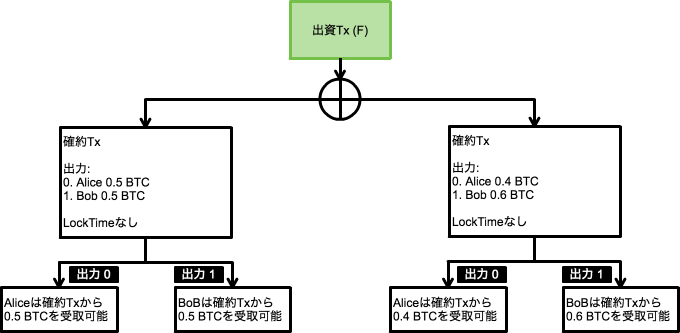 出資Tx (F)
確約Tx
出力:
0. Alice 0.5 BTC
1. Bob 0.5 BTC
LockTimeなし
確約Tx
出力:
0. Alice 0.4 BTC
1. Bob 0.6 BTC
LockTimeなし
出力 0
出力 1
出力 0
出力 1
Aliceは確約Txから
0.5 BTCを受取可能
BoBは確約Txから
0.5 BTCを受取可能
Aliceは確約Txから
0.4 BTCを受取可能
BoBは確約Txから
0.6 BTCを受取可能